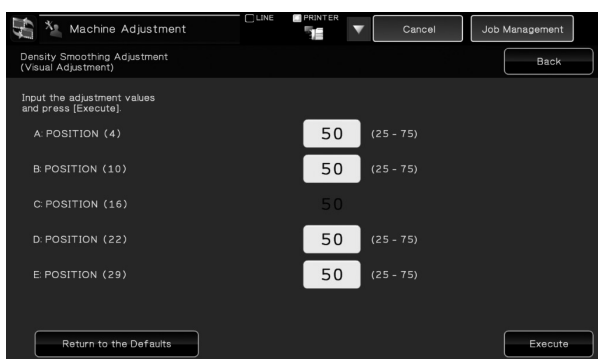 Machine Adjustment
LINE
PRINTER
Cancel
Job Management
Density Smoothing Adjustment
(Visual Adjustment)
Back
Input the adjustment values
and press [Execute].
A: POSITION (4) 50 (25 - 75)
B: POSITION (10) 50 (25 - 75)
C: POSITION (16) 50
D: POSITION (22) 50 (25 - 75)
E: POSITION (29) 50 (25 - 75)
Return to the Defaults
Execute